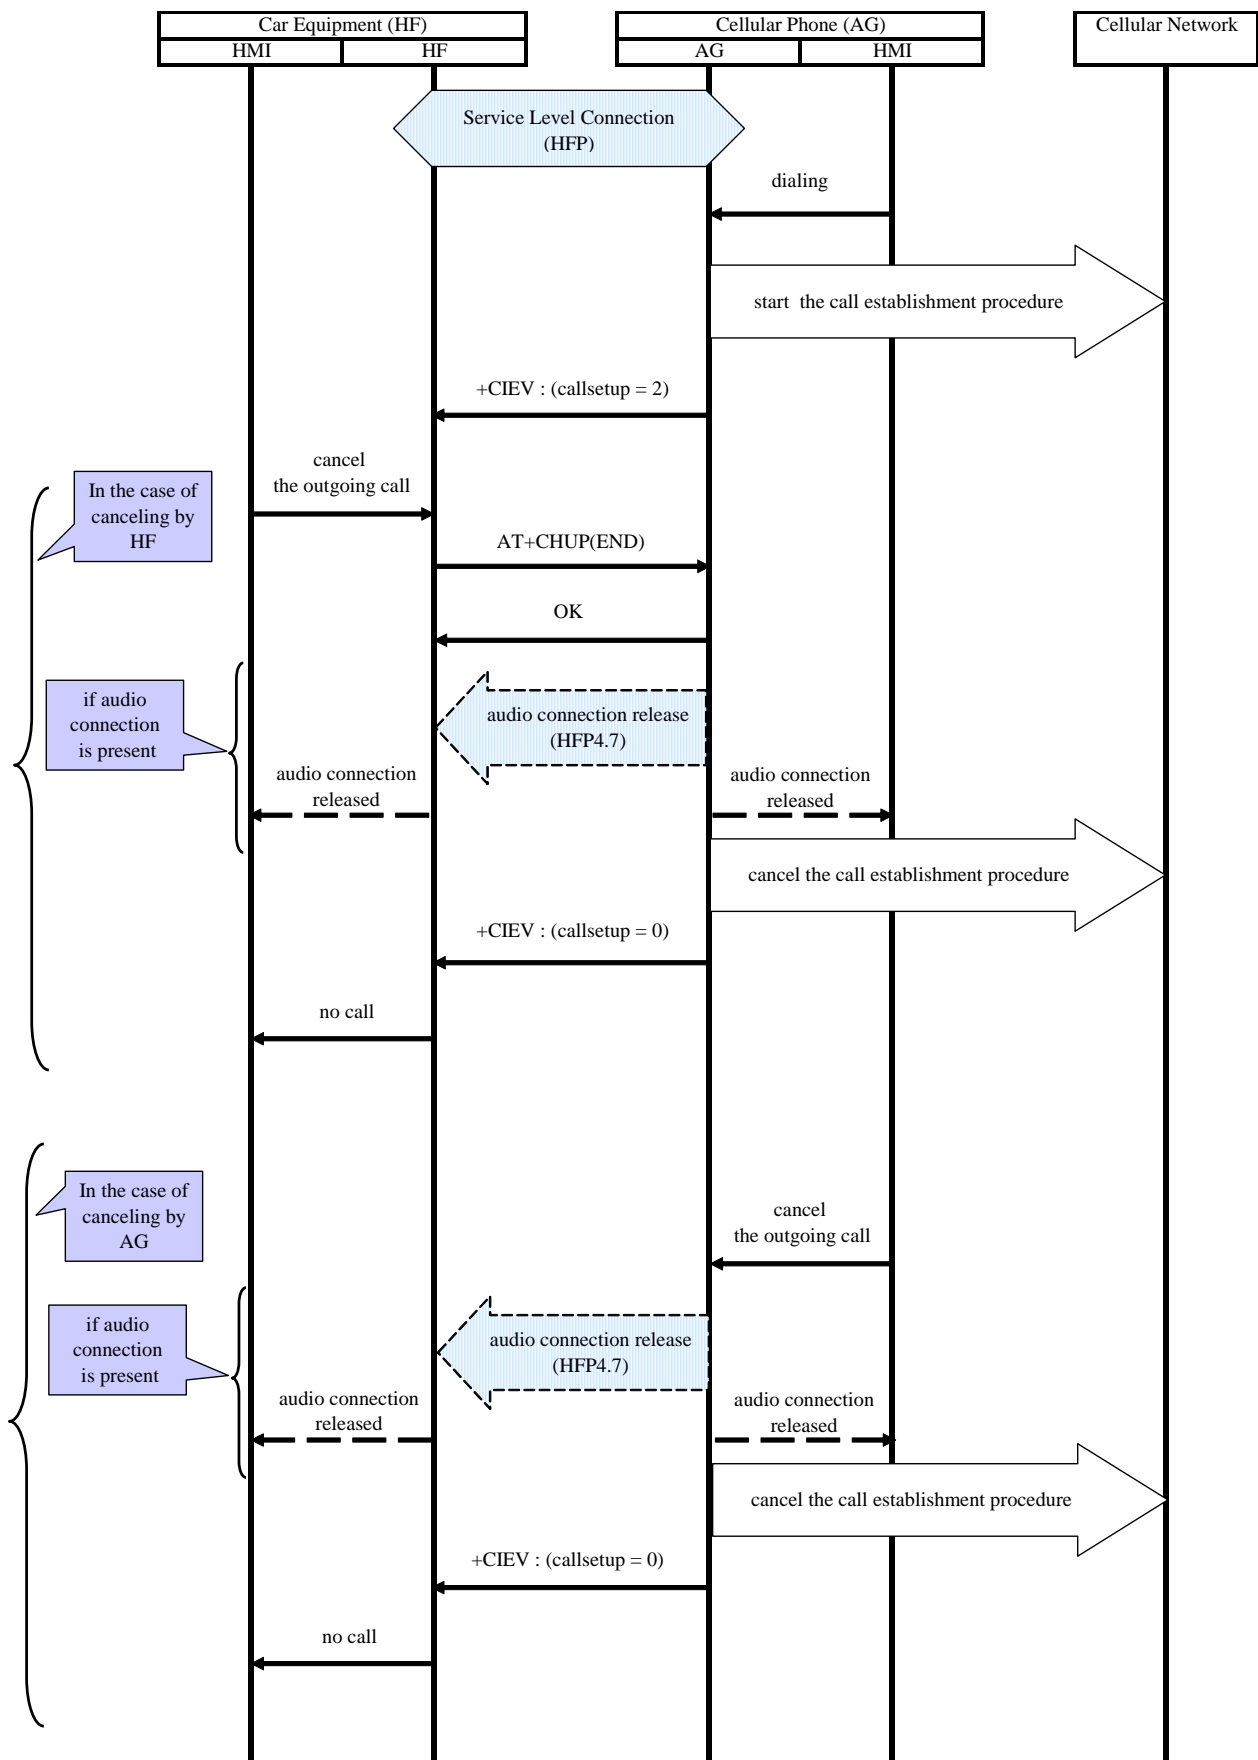 Car Equipment (HF)
Cellular Phone (AG)
Cellular Network
HMI
HF
AG
HMI
Service Level Connection
(HFP)
dialing
start  the call establishment procedure
+CIEV : (callsetup = 2)
cancel
the outgoing call
In the case of
canceling by
HF
AT+CHUP(END)
OK
if audio
connection
is present
audio connection release
(HFP4.7)
audio connection
released
audio connection
released
cancel the call establishment procedure
+CIEV : (callsetup = 0)
no call
In the case of
canceling by
AG
cancel
the outgoing call
if audio
connection
is present
audio connection release
(HFP4.7)
audio connection
released
audio connection
released
cancel the call establishment procedure
+CIEV : (callsetup = 0)
no call